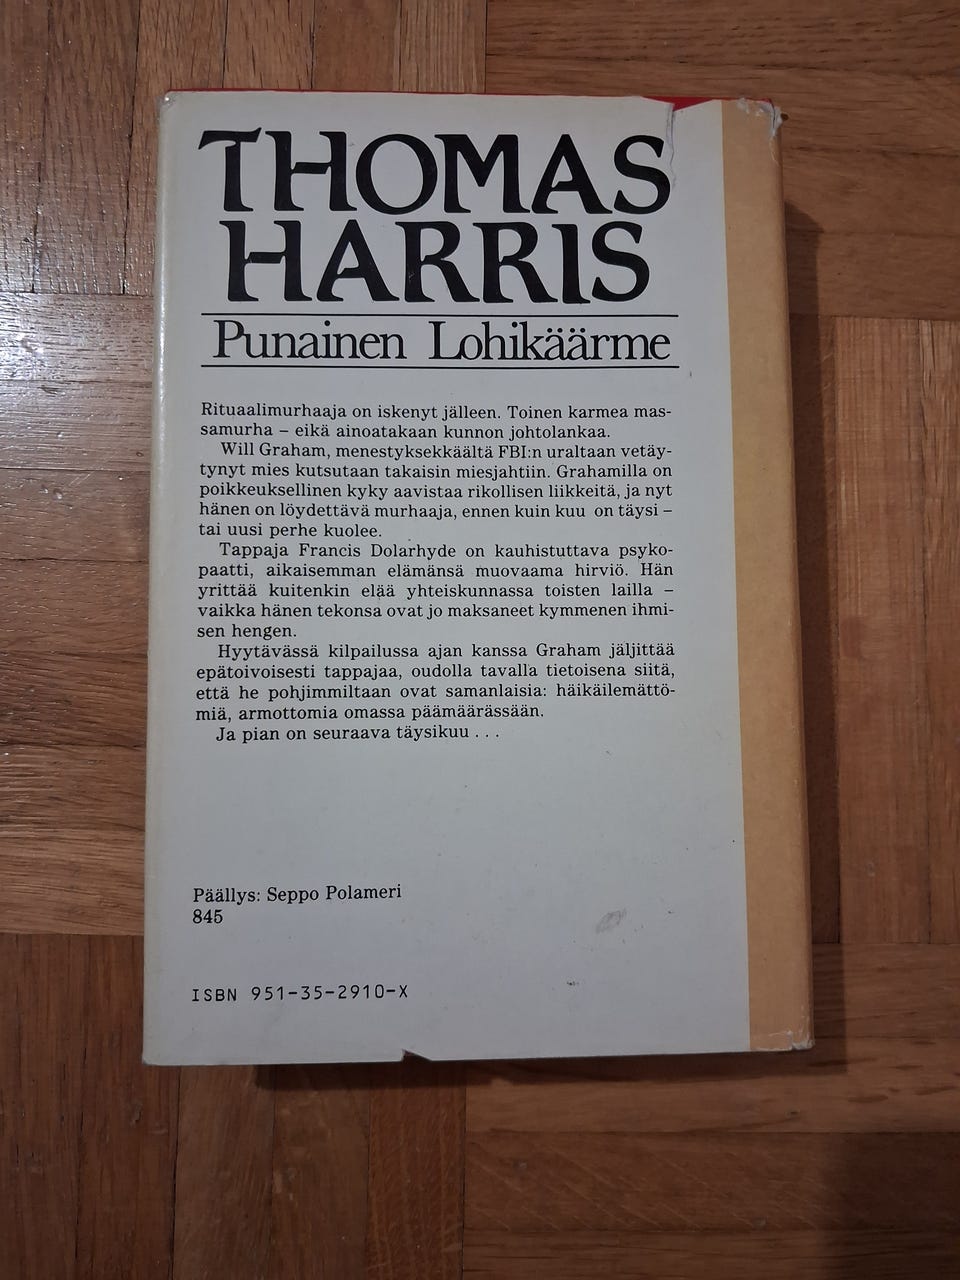 THOMAS
HARRIS
Punainen Lohikäärme
Rituaalimurhaaja on iskenyt jälleen. Toinen karmea mas-
samurha – eikä ainoatakaan kunnon johtolankaa.
Will Graham, menestyksekkäältä FBI:n uraltaan vetäy-
tynyt mies kutsutaan takaisin miesjahtiin. Grahamilla on
poikkeuksellinen kyky aavistaa rikollisen liikkeitä, ja nyt
hänen on löydettävä murhaaja, ennen kuin kuu on täysi –
tai uusi perhe kuolee.
Tappaja Francis Dolarhyde on kauhistuttava psyko-
paatti, aikaisemman elämänsä muovaama hirviö. Hän
yrittää kuitenkin elää yhteiskunnassa toisten lailla –
vaikka hänen tekonsa ovat jo maksaneet kymmenen ihmi-
sen hengen.
Hyytävässä kilpailussa ajan kanssa Graham jäljittää
epätoivoisesti tappajaa, oudolla tavalla tietoisena siitä,
että he pohjimmiltaan ovat samanlaisia: häikäilemättö-
miä, armottomia omassa päämäärässään.
Ja pian on seuraava täysikuu . . .
Päällys: Seppo Polameri
845
ISBN 951-35-2910-X